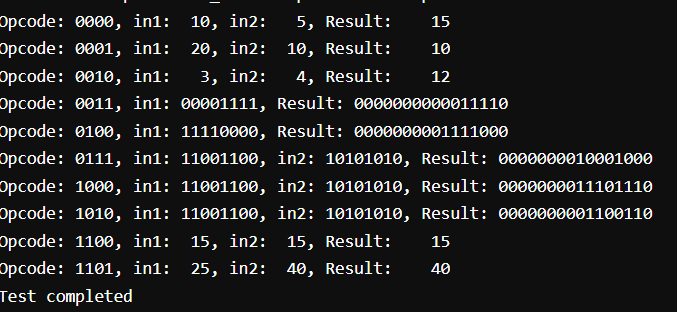 Opcode: 0000, in1:  10, in2:   5, Result:    15
Opcode: 0001, in1:  20, in2:  10, Result:    10
Opcode: 0010, in1:   3, in2:   4, Result:    12
Opcode: 0011, in1: 00001111, Result: 0000000000011110
Opcode: 0100, in1: 11110000, Result: 0000000001111000
Opcode: 0111, in1: 11001100, in2: 10101010, Result: 0000000010001000
Opcode: 1000, in1: 11001100, in2: 10101010, Result: 0000000011101110
Opcode: 1010, in1: 11001100, in2: 10101010, Result: 0000000001100110
Opcode: 1100, in1:  15, in2:  15, Result:    15
Opcode: 1101, in1:  25, in2:  40, Result:    40
Test completed